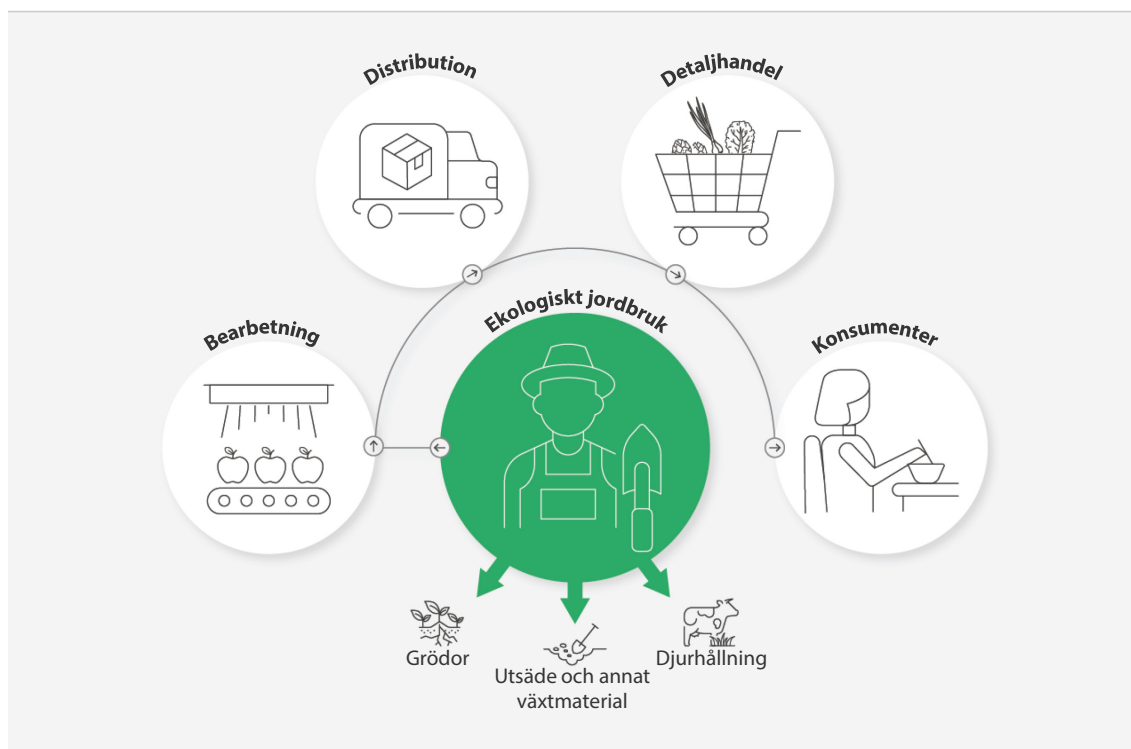 Distribution
Detaljhandel
Ekologiskt jordbruk
Bearbetning
Konsumenter
Grödor
Utsäde och annat
växtmaterial
Djurhållning